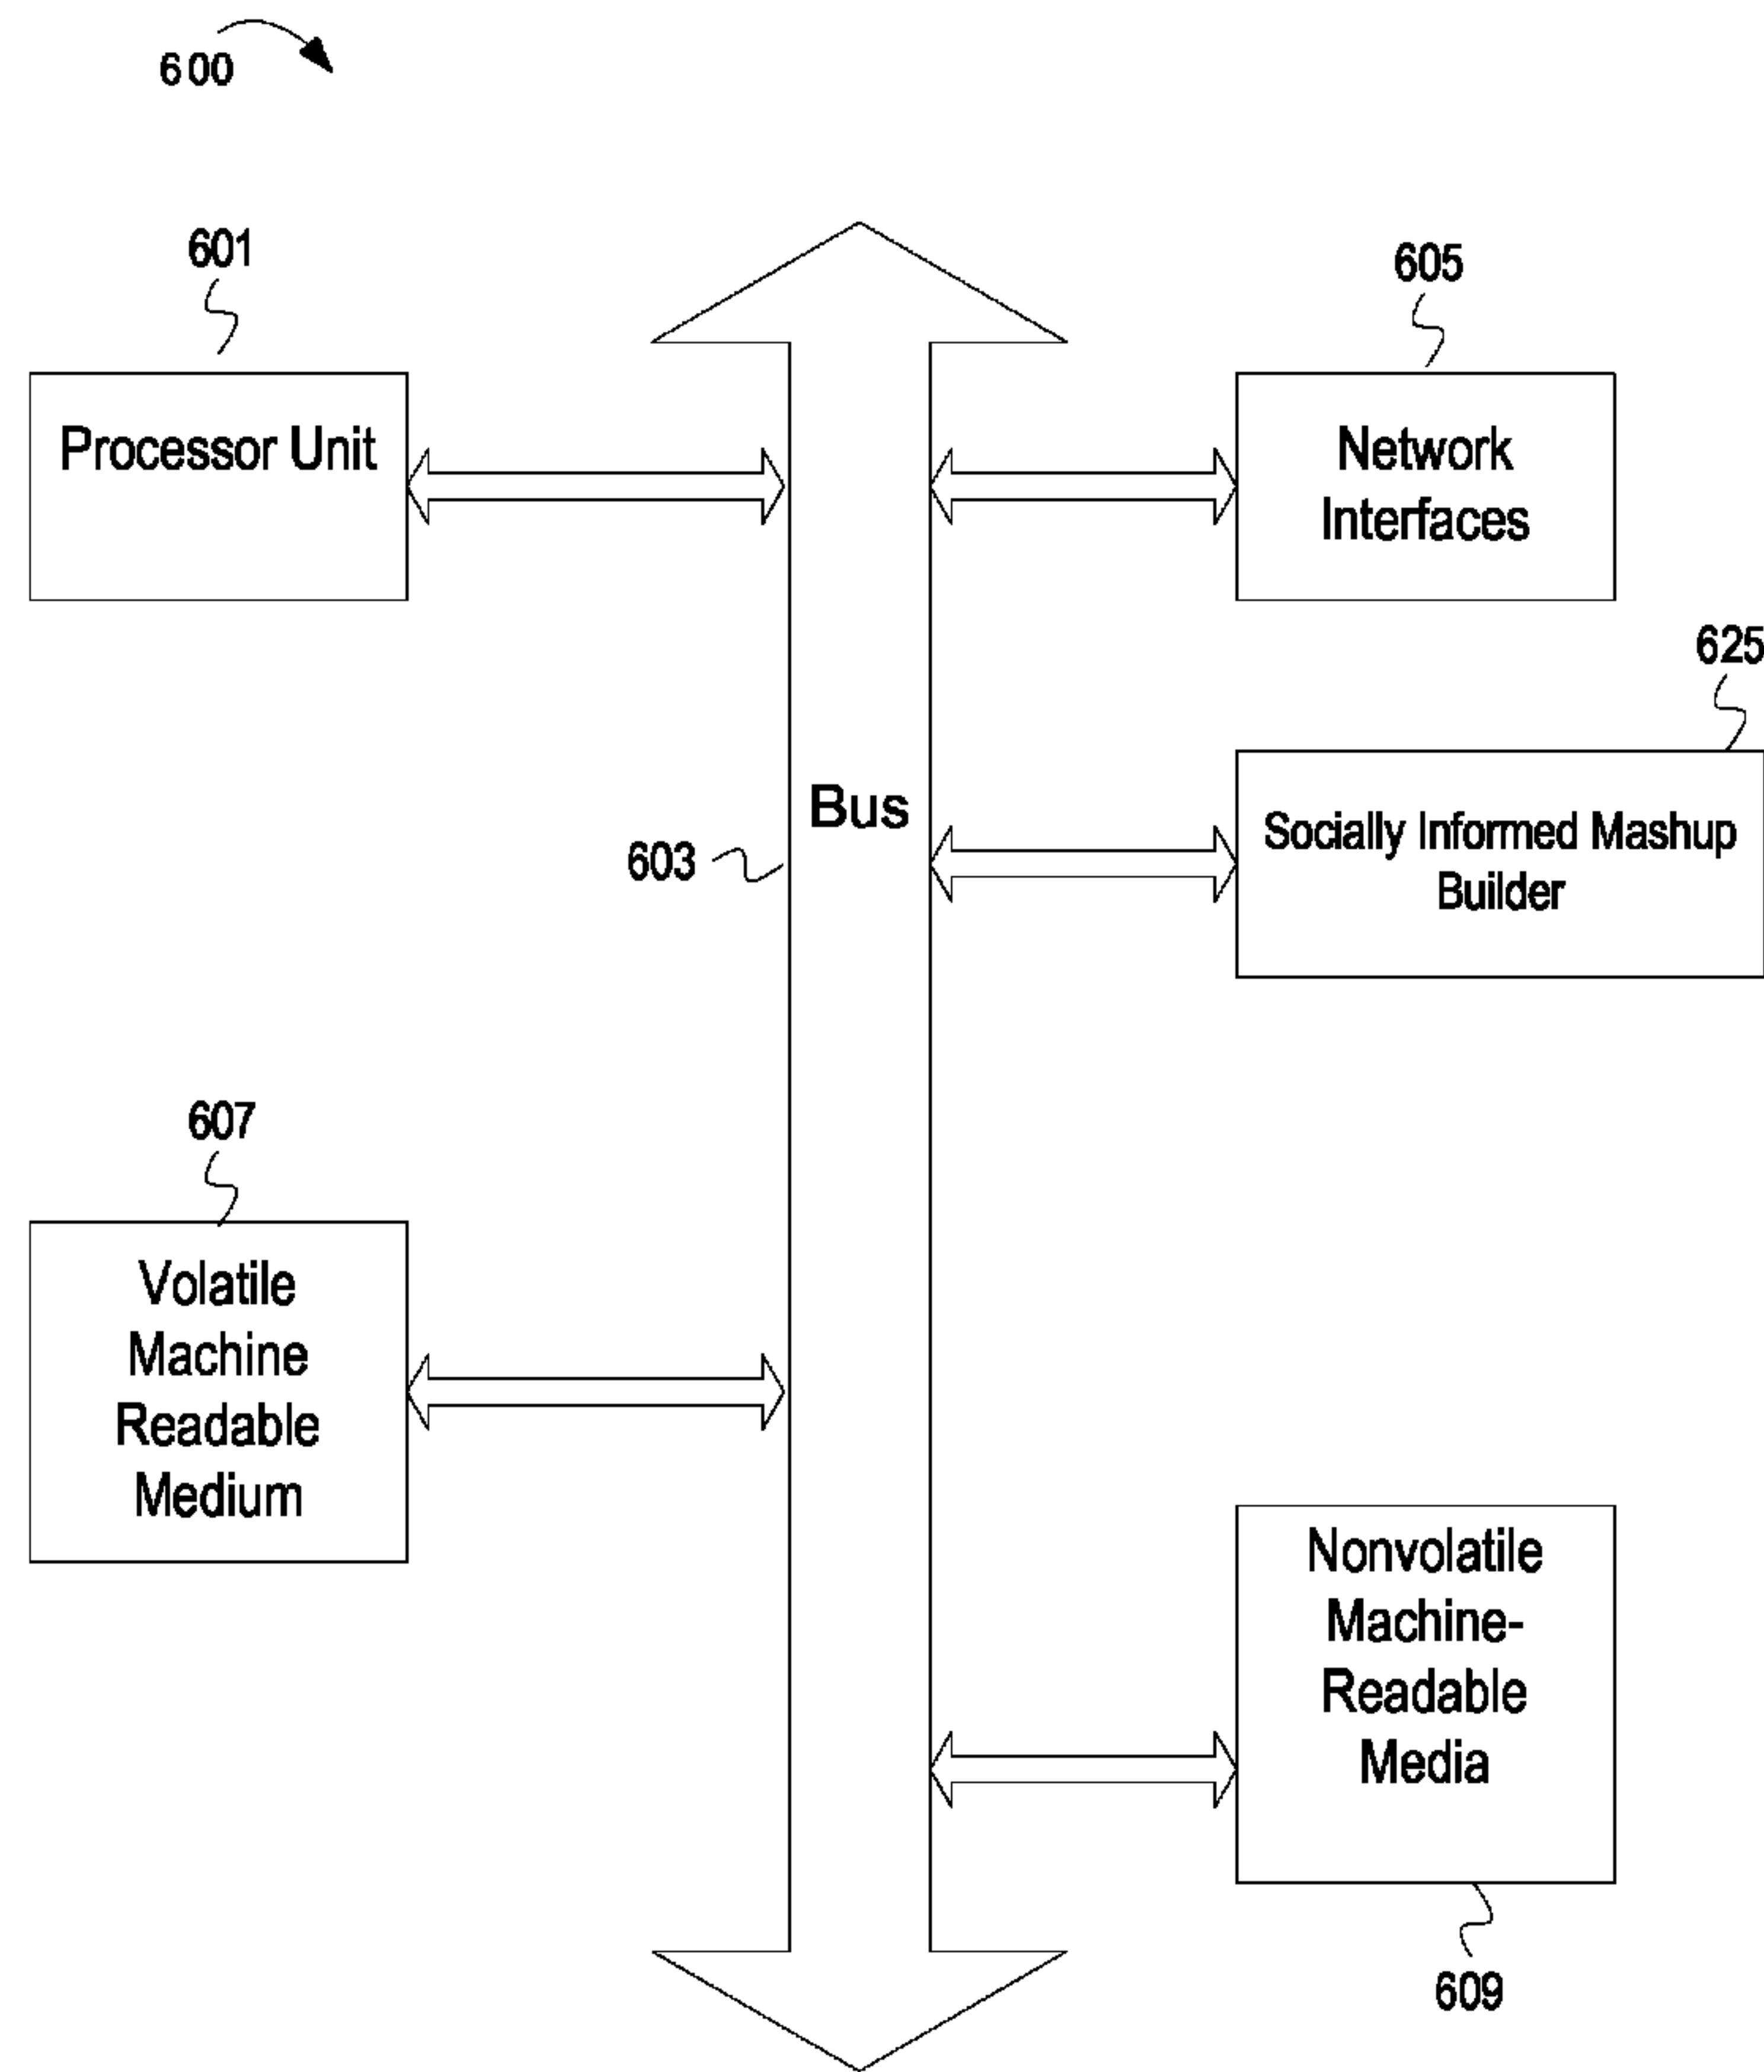 600
601
Processor Unit
605
Network
Interfaces
625
Socially Informed Mashup
Builder
Bus
603
607
Volatile
Machine
Readable
Medium
Nonvolatile
Machine-
Readable
Media
609